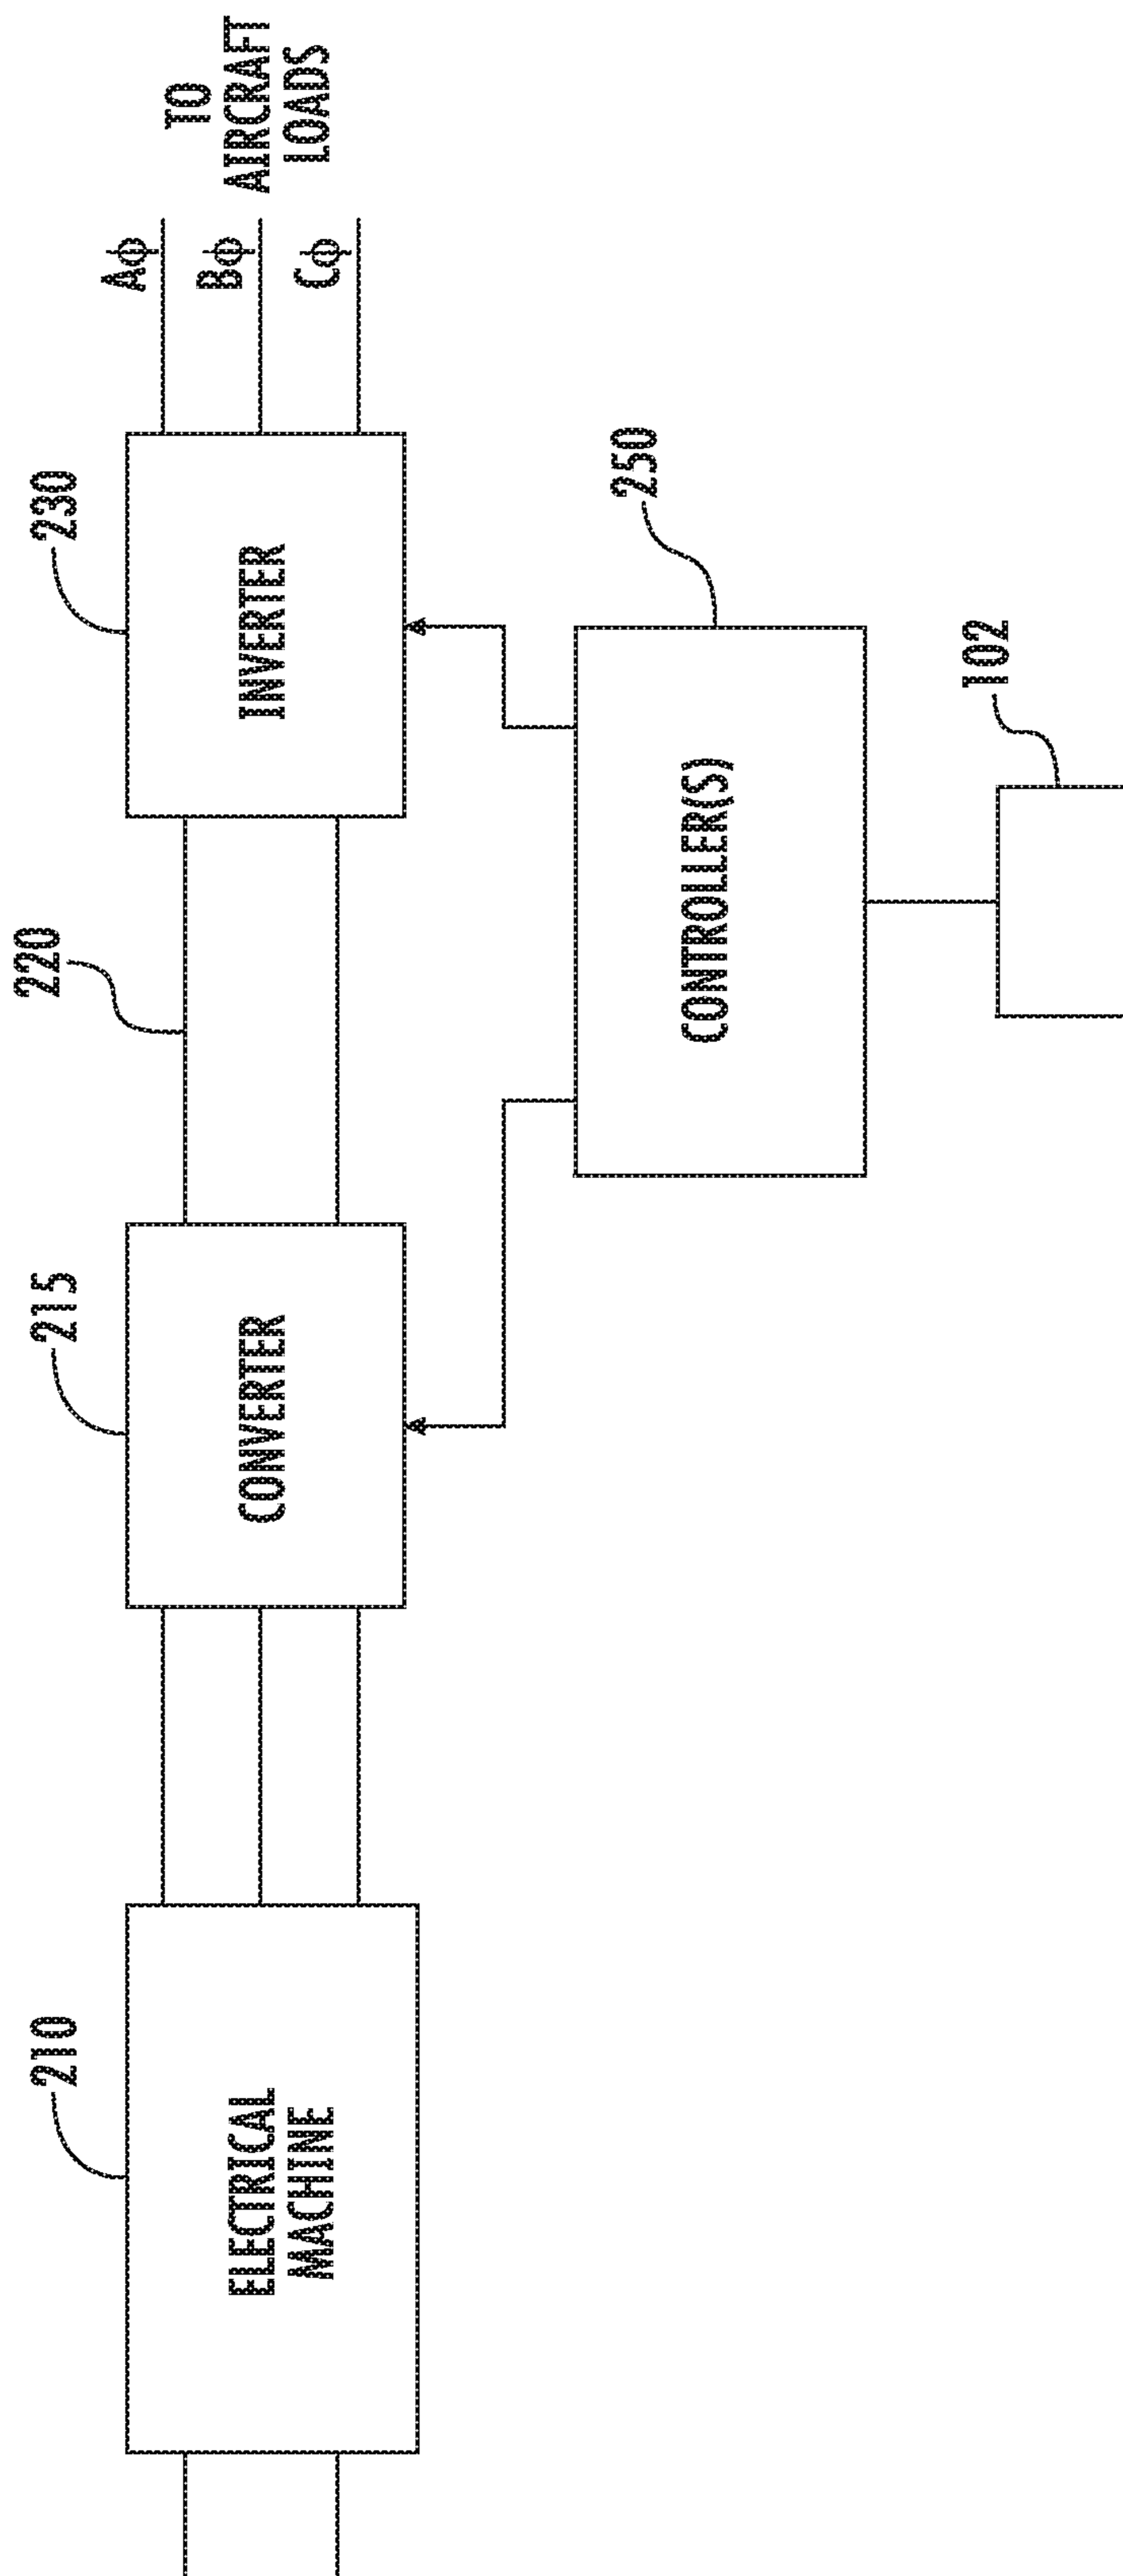 210
ELECTRICAL
MACHINE
215
CONVERTER
220
230
INVERTER
Aϕ
Bϕ
Cϕ
TO
AIRCRAFT
LOADS
250
CONTROLLER(S)
102